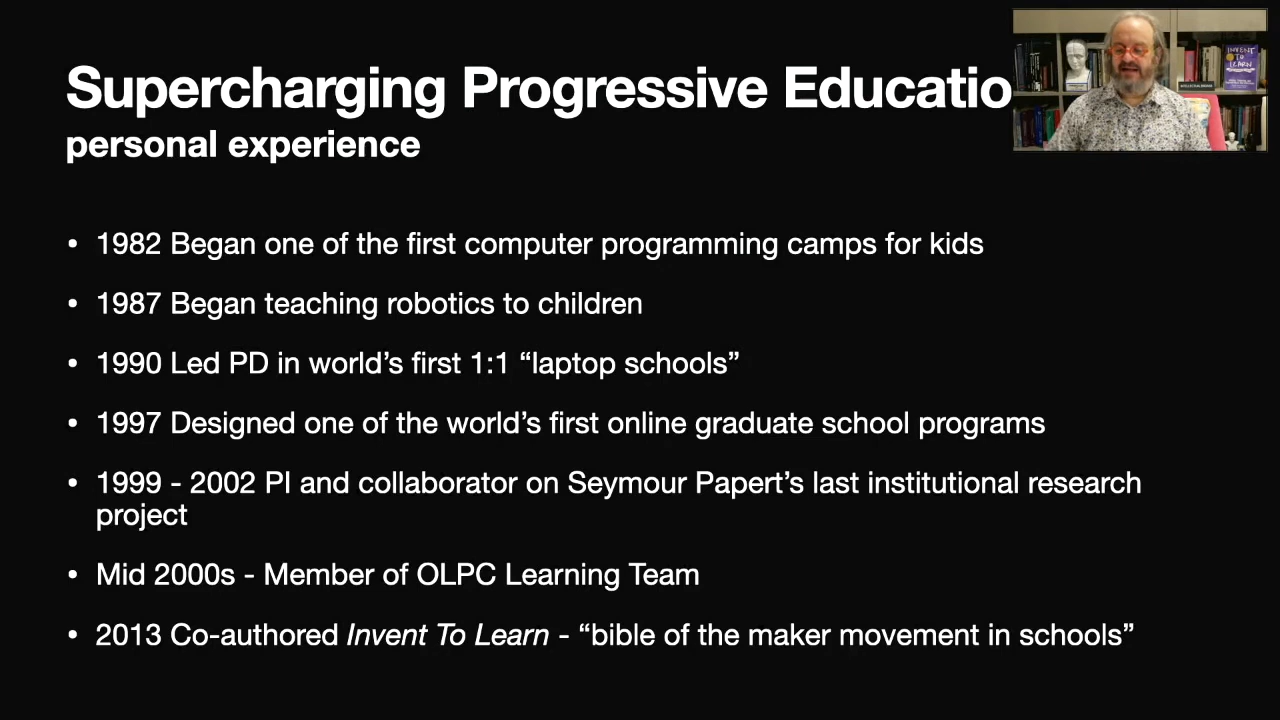 Supercharging Progressive Educatio
personal experience
• 1982 Began one of the first computer programming camps for kids
• 1987 Began teaching robotics to children
• 1990 Led PD in world’s first 1:1 “laptop schools”
• 1997 Designed one of the world’s first online graduate school programs
• 1999 - 2002 PI and collaborator on Seymour Papert’s last institutional research
project
• Mid 2000s - Member of OLPC Learning Team
• 2013 Co-authored Invent To Learn - “bible of the maker movement in schools”
INVENT
TO
LEARN